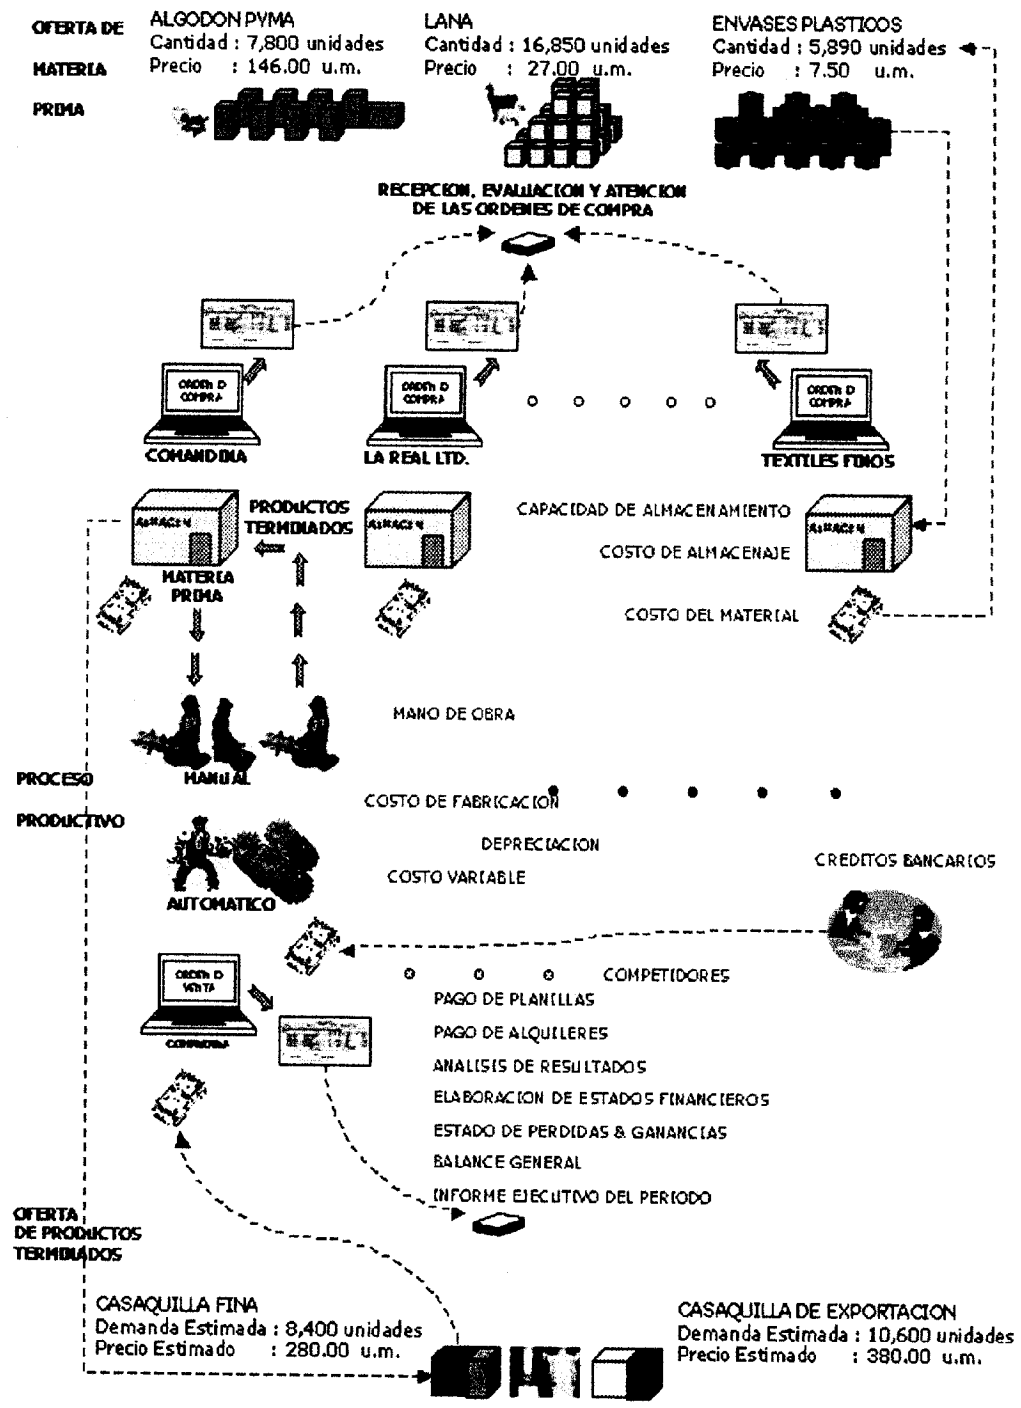 OFERTA DE
MATERIA
PRIMA
ALGODON PYMA
Cantidad : 7,800 unidades
Precio : 146.00 u.m.
LANA
Cantidad : 16,850 unidades
Precio : 27.00 u.m.
ENVASES PLASTICOS
Cantidad : 5,890 unidades
Precio : 7.50 u.m.
RECEPCION, EVALUACION Y ATENCION
DE LAS ORDENES DE COMPRA
ORDEN D
COMPRA
COMANDINA
ORDEN D
COMPRA
LA REAL LTD.
ORDEN D
COMPRA
TEXTILES FINOS
ALMACEN
MATERIA
PRIMA
PRODUCTOS
TERMINADOS
ALMACEN
CAPACIDAD DE ALMACENAMIENTO
COSTO DE ALMACENAJE
COSTO DEL MATERIAL
ALMACEN
MANO DE OBRA
PROCESO
PRODUCTIVO
MANUAL
COSTO DE FABRICACION
DEPRECIACION
COSTO VARIABLE
AUTOMATICO
CREDITOS BANCARIOS
ORDEN D
VENTA
COMANDINA
COMPETIDORES
PAGO DE PLANILLAS
PAGO DE ALQUILERES
ANALISIS DE RESULTADOS
ELABORACION DE ESTADOS FINANCIEROS
ESTADO DE PERDIDAS & GANANCIAS
BALANCE GENERAL
INFORME EJECUTIVO DEL PERIODO
OFERTA
DE PRODUCTOS
TERMINADOS
CASAQUILLA FINA
Demanda Estimada : 8,400 unidades
Precio Estimado : 280.00 u.m.
CASAQUILLA DE EXPORTACION
Demanda Estimada : 10,600 unidades
Precio Estimado : 380.00 u.m.